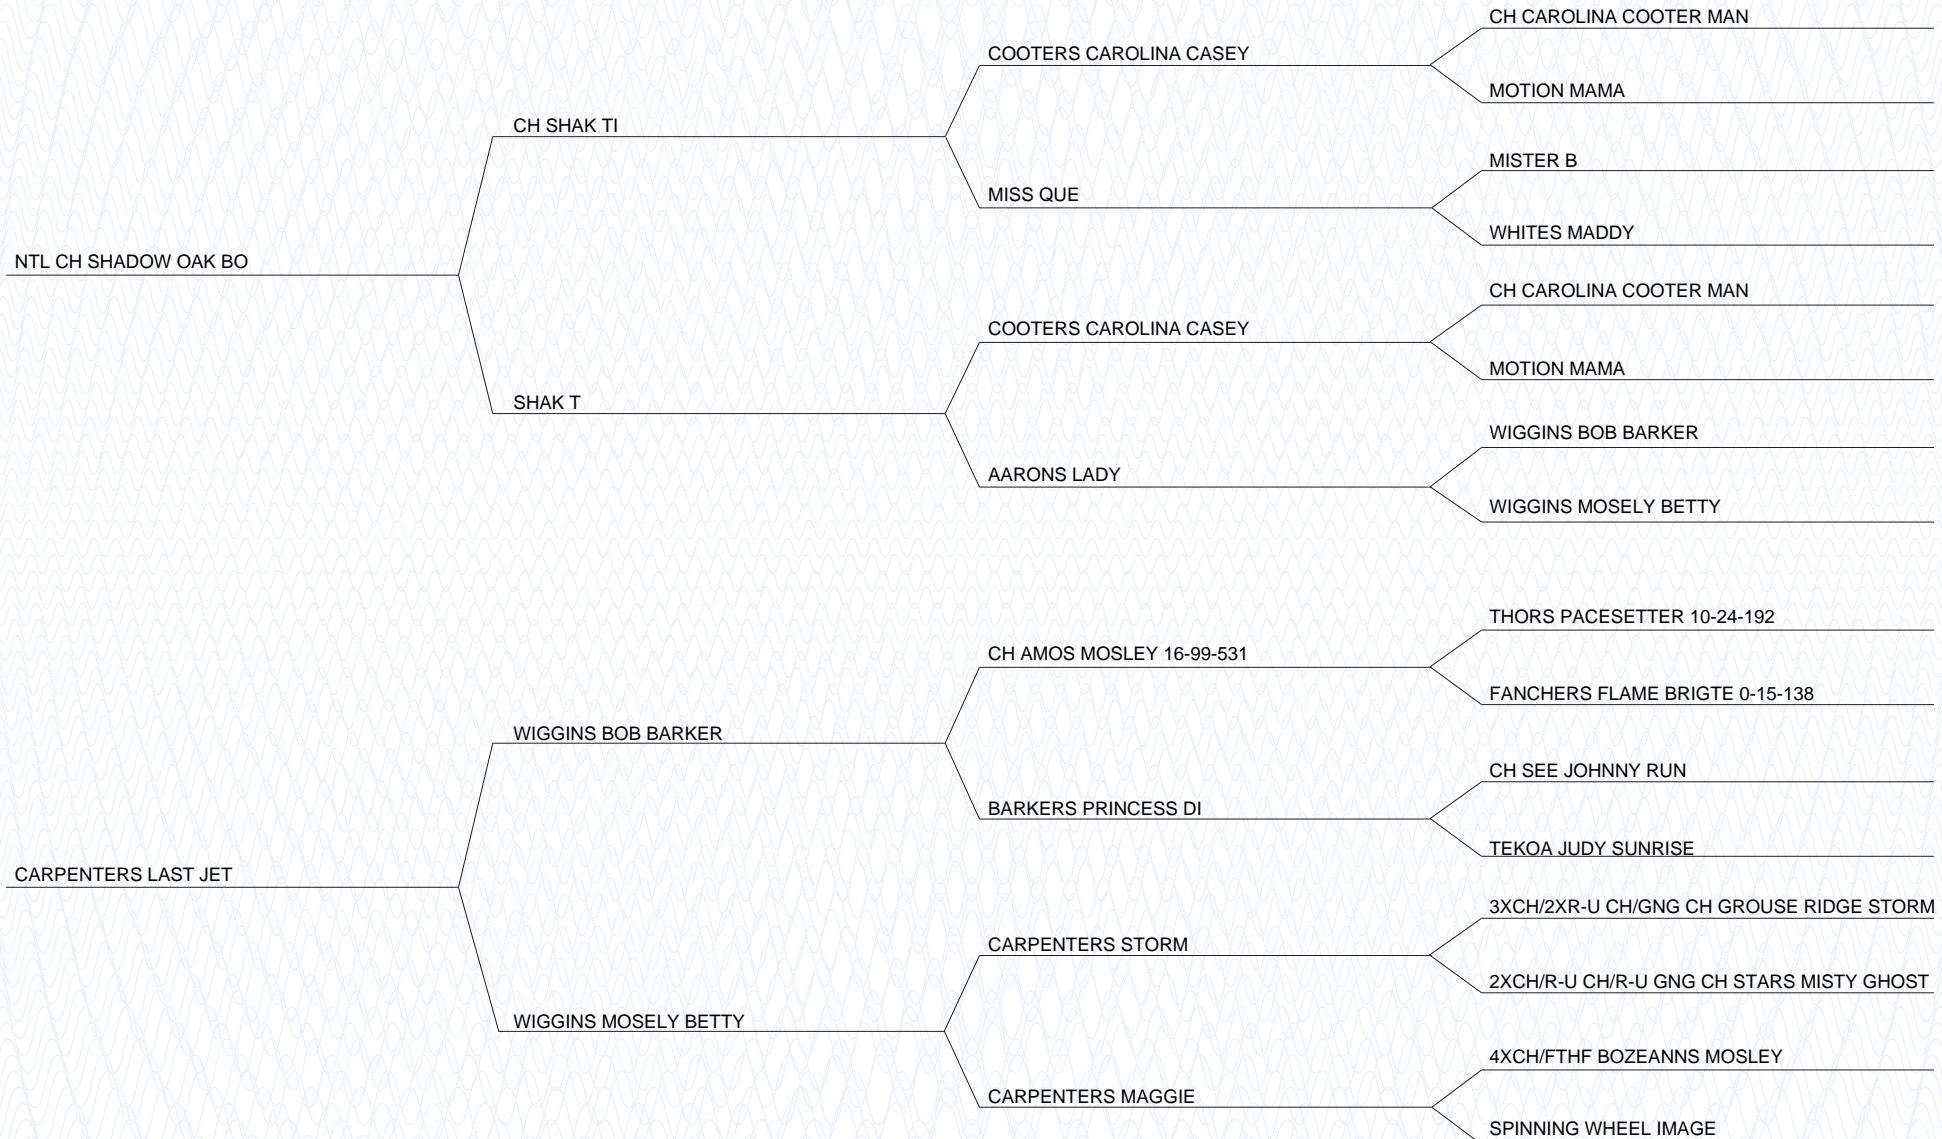 CH CAROLINA COOTER MAN
COOTERS CAROLINA CASEY
MOTION MAMA
CH SHAK TI
MISTER B
MISS QUE
WHITES MADDY
NTL CH SHADOW OAK BO
CH CAROLINA COOTER MAN
COOTERS CAROLINA CASEY
MOTION MAMA
SHAK T
WIGGINS BOB BARKER
AARONS LADY
WIGGINS MOSELY BETTY
THORS PACESETTER 10-24-192
CH AMOS MOSLEY 16-99-531
FANCHERS FLAME BRIGTE 0-15-138
WIGGINS BOB BARKER
CH SEE JOHNNY RUN
BARKERS PRINCESS DI
TEKOA JUDY SUNRISE
CARPENTERS LAST JET
3XCH/2XR-U CH/GNG CH GROUSE RIDGE STORM
CARPENTERS STORM
2XCH/R-U CH/R-U GNG CH STARS MISTY GHOST
WIGGINS MOSELY BETTY
4XCH/FTHF BOZEANNS MOSLEY
CARPENTERS MAGGIE
SPINNING WHEEL IMAGE